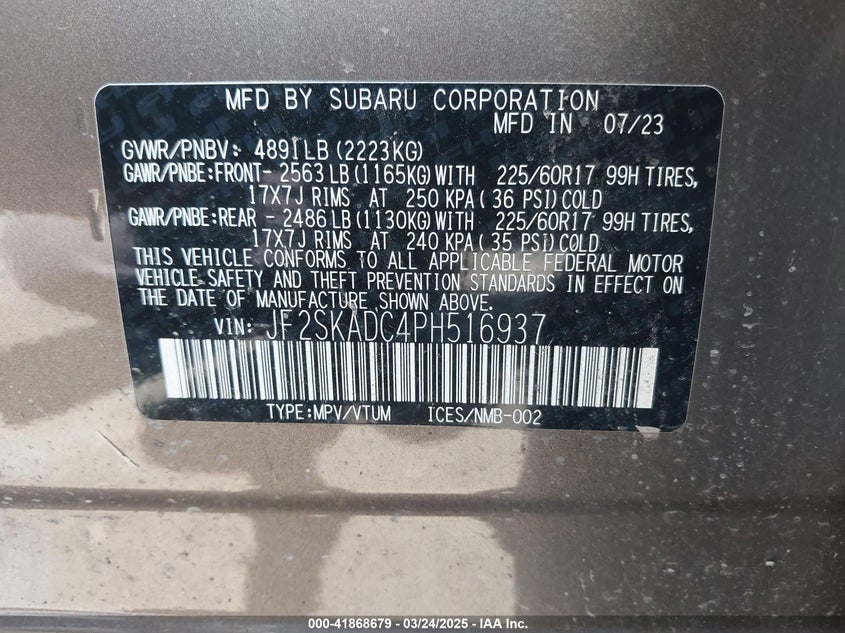 MFD BY SUBARU CORPORATION
MFD IN 07/23
GVWR/PNBV: 4891LB(2223KG)
GAWR/PNBE:FRONT- 2563LB(1165KG)WITH 225/60R17 99H TIRES,
17X7J RIMS AT 250 KPA( 36 PSI)COLD
GAWR/PNBE:REAR - 2486LB(1130KG)WITH 225/60R17 99H TIRES,
17X7J RIMS AT 240 KPA( 35 PSI)COLD
THIS VEHICLE CONFORMS TO ALL APPLICABLE FEDERAL MOTOR
VEHICLE SAFETY AND THEFT PREVENTION STANDARDS IN EFFECT ON
THE DATE OF MANUFACTURE SHOWN ABOVE.
VIN: JF2SKADC4PH516937
TYPE:MPV/VTUM ICES/NMB-002
000-41868679 - 03/24/2025 - IAA Inc.